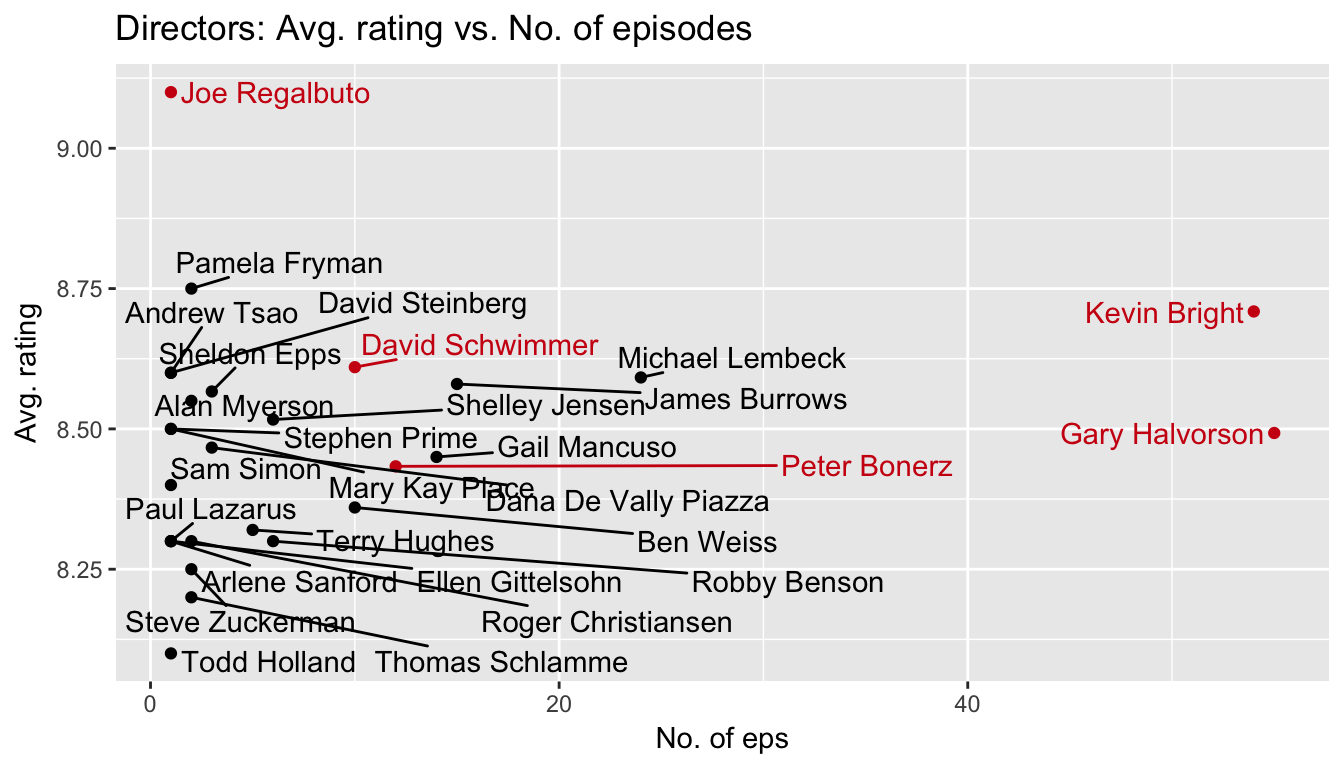 Directors: Avg. rating vs. No. of episodes
Joe Regalbuto
9.00
Pamela Fryman
8.75
David Steinberg
Andrew Tsao
Kevin Bright
David Schwimmer
Sheldon Epps
Michael Lembeck
Avg. rating
James Burrows
Alan Myerson
Shelley Jensen
8.50
Gary Halvorson
Stephen Prime
Gail Mancuso
Peter Bonerz
Sam Simon
Mary Kay Place
Dana De Vally Piazza
Paul Lazarus
Terry Hughes
Ben Weiss
8.25
Arlene Sanford
Ellen Gittelsohn
Robby Benson
Steve Zuckerman
Roger Christiansen
Todd Holland
Thomas Schlamme
0
20
40
No. of eps